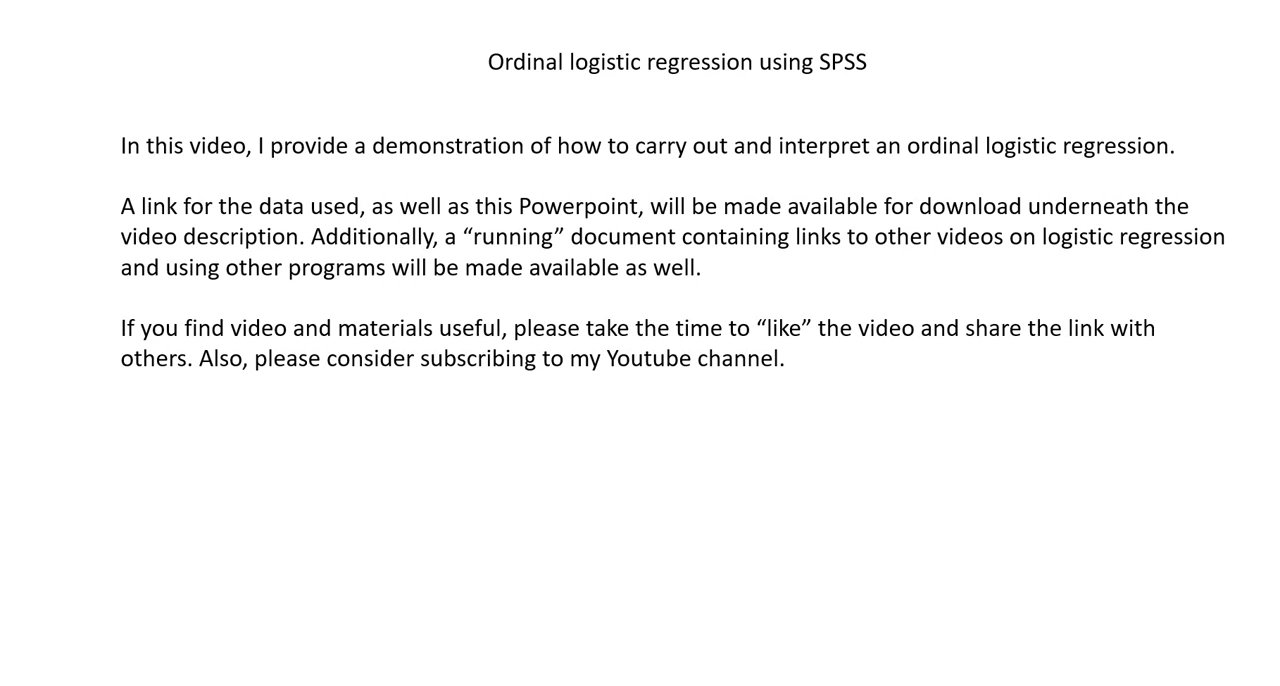 Ordinal logistic regression using SPSS
In this video, I provide a demonstration of how to carry out and interpret an ordinal logistic regression.
A link for the data used, as well as this Powerpoint, will be made available for download underneath the
video description. Additionally, a “running” document containing links to other videos on logistic regression
and using other programs will be made available as well.
If you find video and materials useful, please take the time to “like” the video and share the link with
others. Also, please consider subscribing to my Youtube channel.